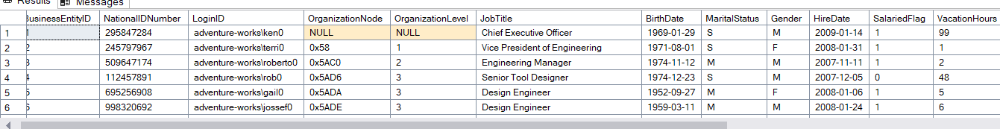 Results Messages
BusinessEntityID NationalIDNumber LoginID OrganizationNode OrganizationLevel JobTitle BirthDate MaritalStatus Gender HireDate SalariedFlag VacationHours
1 1 295847284 adventure-works\ken0 NULL NULL Chief Executive Officer 1969-01-29 S M 2009-01-14 1 99
2 2 245797967 adventure-works\terri0 0x58 1 Vice President of Engineering 1971-08-01 S F 2008-01-31 1 1
3 3 509647174 adventure-works\roberto0 0x5AC0 2 Engineering Manager 1974-11-12 M M 2007-11-11 1 2
4 4 112457891 adventure-works\rob0 0x5AD6 3 Senior Tool Designer 1974-12-23 S M 2007-12-05 0 48
5 5 695256908 adventure-works\gail0 0x5ADA 3 Design Engineer 1952-09-27 M F 2008-01-06 1 5
6 6 998320692 adventure-works\jossef0 0x5ADE 3 Design Engineer 1959-03-11 M M 2008-01-24 1 6